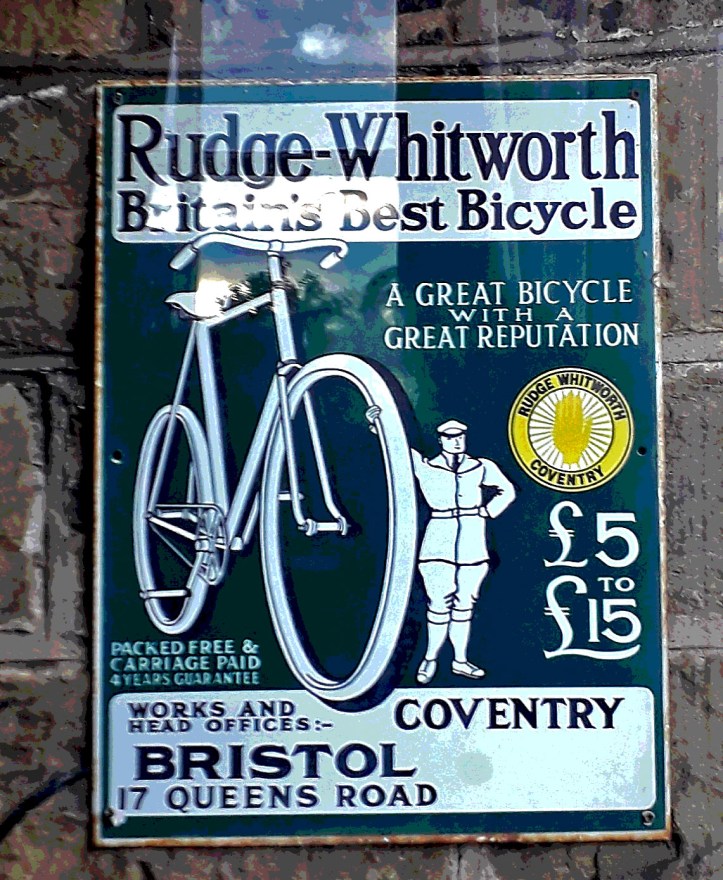 Rudge-Whitworth
Britain's Best Bicycle
A GREAT BICYCLE
WITH A
GREAT REPUTATION
RUDGE WHITWORTH
COVENTRY
£5
TO
£15
PACKED FREE &
CARRIAGE PAID
4 YEARS GUARANTEE
WORKS AND
HEAD OFFICES:-
COVENTRY
BRISTOL
17 QUEENS ROAD